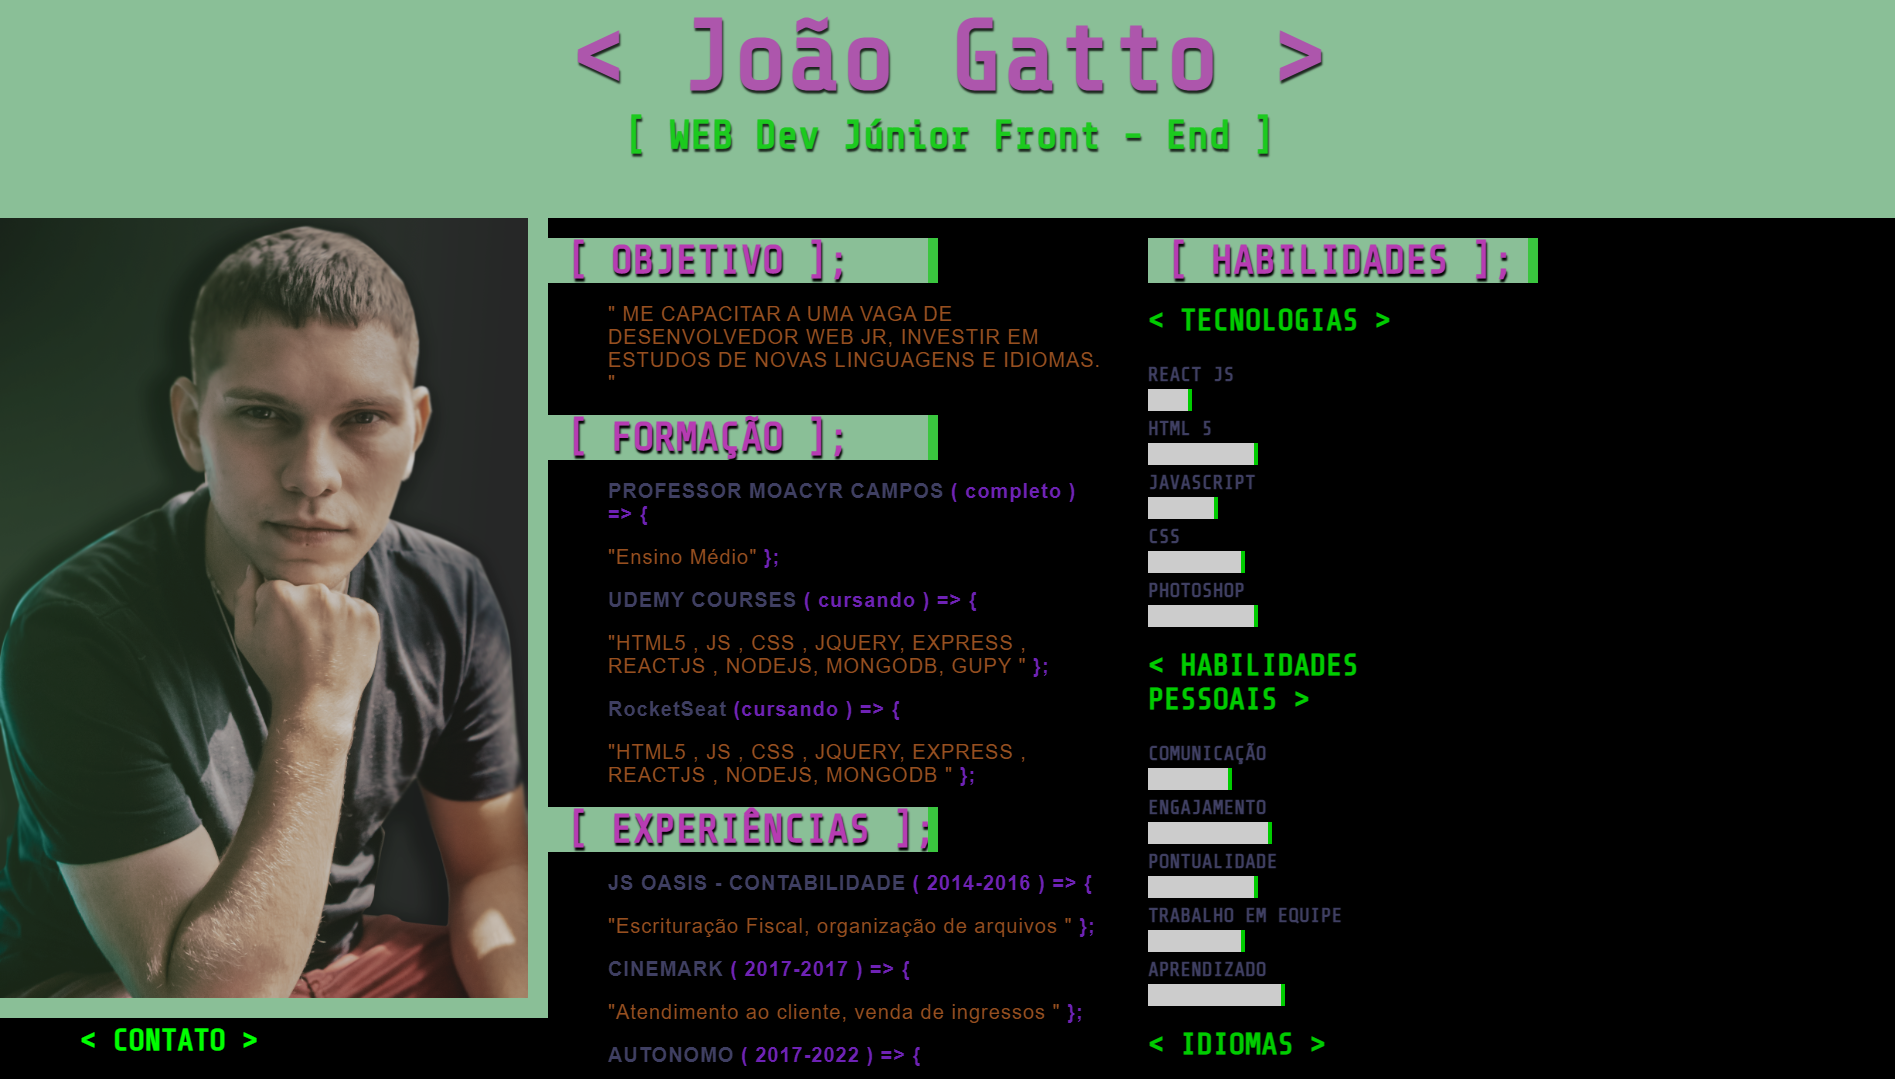 < João Gatto >
[ WEB Dev Júnior Front - End ]
[ OBJETIVO ];
" ME CAPACITAR A UMA VAGA DE
DESENVOLVEDOR WEB JR, INVESTIR EM
ESTUDOS DE NOVAS LINGUAGENS E IDIOMAS.
"
[ FORMAÇÃO ];
PROFESSOR MOACYR CAMPOS ( completo )
=> {
"Ensino Médio" };
UDEMY COURSES ( cursando ) => {
"HTML5 , JS , CSS , JQUERY, EXPRESS ,
REACTJS , NODEJS, MONGODB, GUPY " };
RocketSeat (cursando ) => {
"HTML5 , JS , CSS , JQUERY, EXPRESS ,
REACTJS , NODEJS, MONGODB " };
[ EXPERIÊNCIAS ];
JS OASIS - CONTABILIDADE ( 2014-2016 ) => {
"Escrituração Fiscal, organização de arquivos " };
CINEMARK ( 2017-2017 ) => {
"Atendimento ao cliente, venda de ingressos " };
AUTONOMO ( 2017-2022 ) => {
[ HABILIDADES ];
< TECNOLOGIAS >
REACT JS
HTML 5
JAVASCRIPT
CSS
PHOTOSHOP
< HABILIDADES
PESSOAIS >
COMUNICAÇÃO
ENGAJAMENTO
PONTUALIDADE
TRABALHO EM EQUIPE
APRENDIZADO
< IDIOMAS >
< CONTATO >